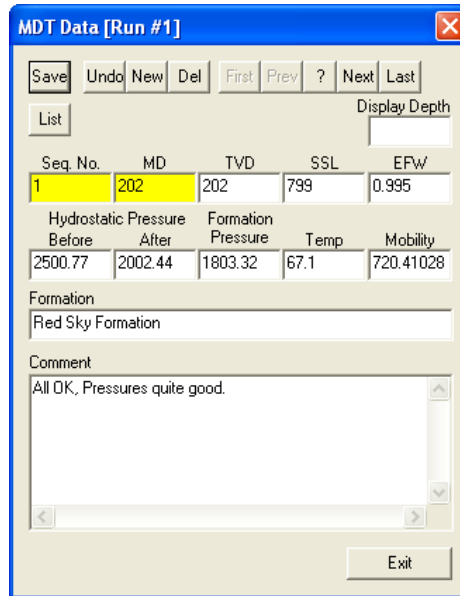 MDT Data [Run #1]
Save Undo New Del First Prev ? Next Last
List
Display Depth
Seq. No. MD TVD SSL EFW
1 202 202 799 0.995
Hydrostatic Pressure Formation
Before After Pressure Temp Mobility
2500.77 2002.44 1803.32 67.1 720.41028
Formation
Red Sky Formation
Comment
All OK, Pressures quite good.
Exit